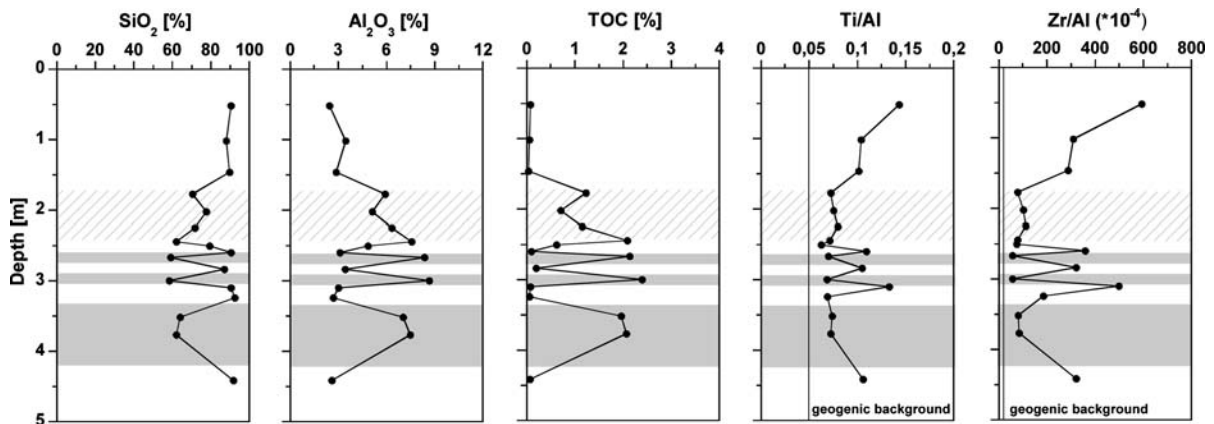 SiO2 [%] Al2O3 [%] TOC [%] Ti/Al Zr/Al (*10-4)
0 20 40 60 80 100 0 3 6 9 12 0 1 2 3 4 0 0,05 0,1 0,15 0,2 0 200 400 600 800
0
1
2
3
4
5
Depth [m]
geogenic background geogenic background